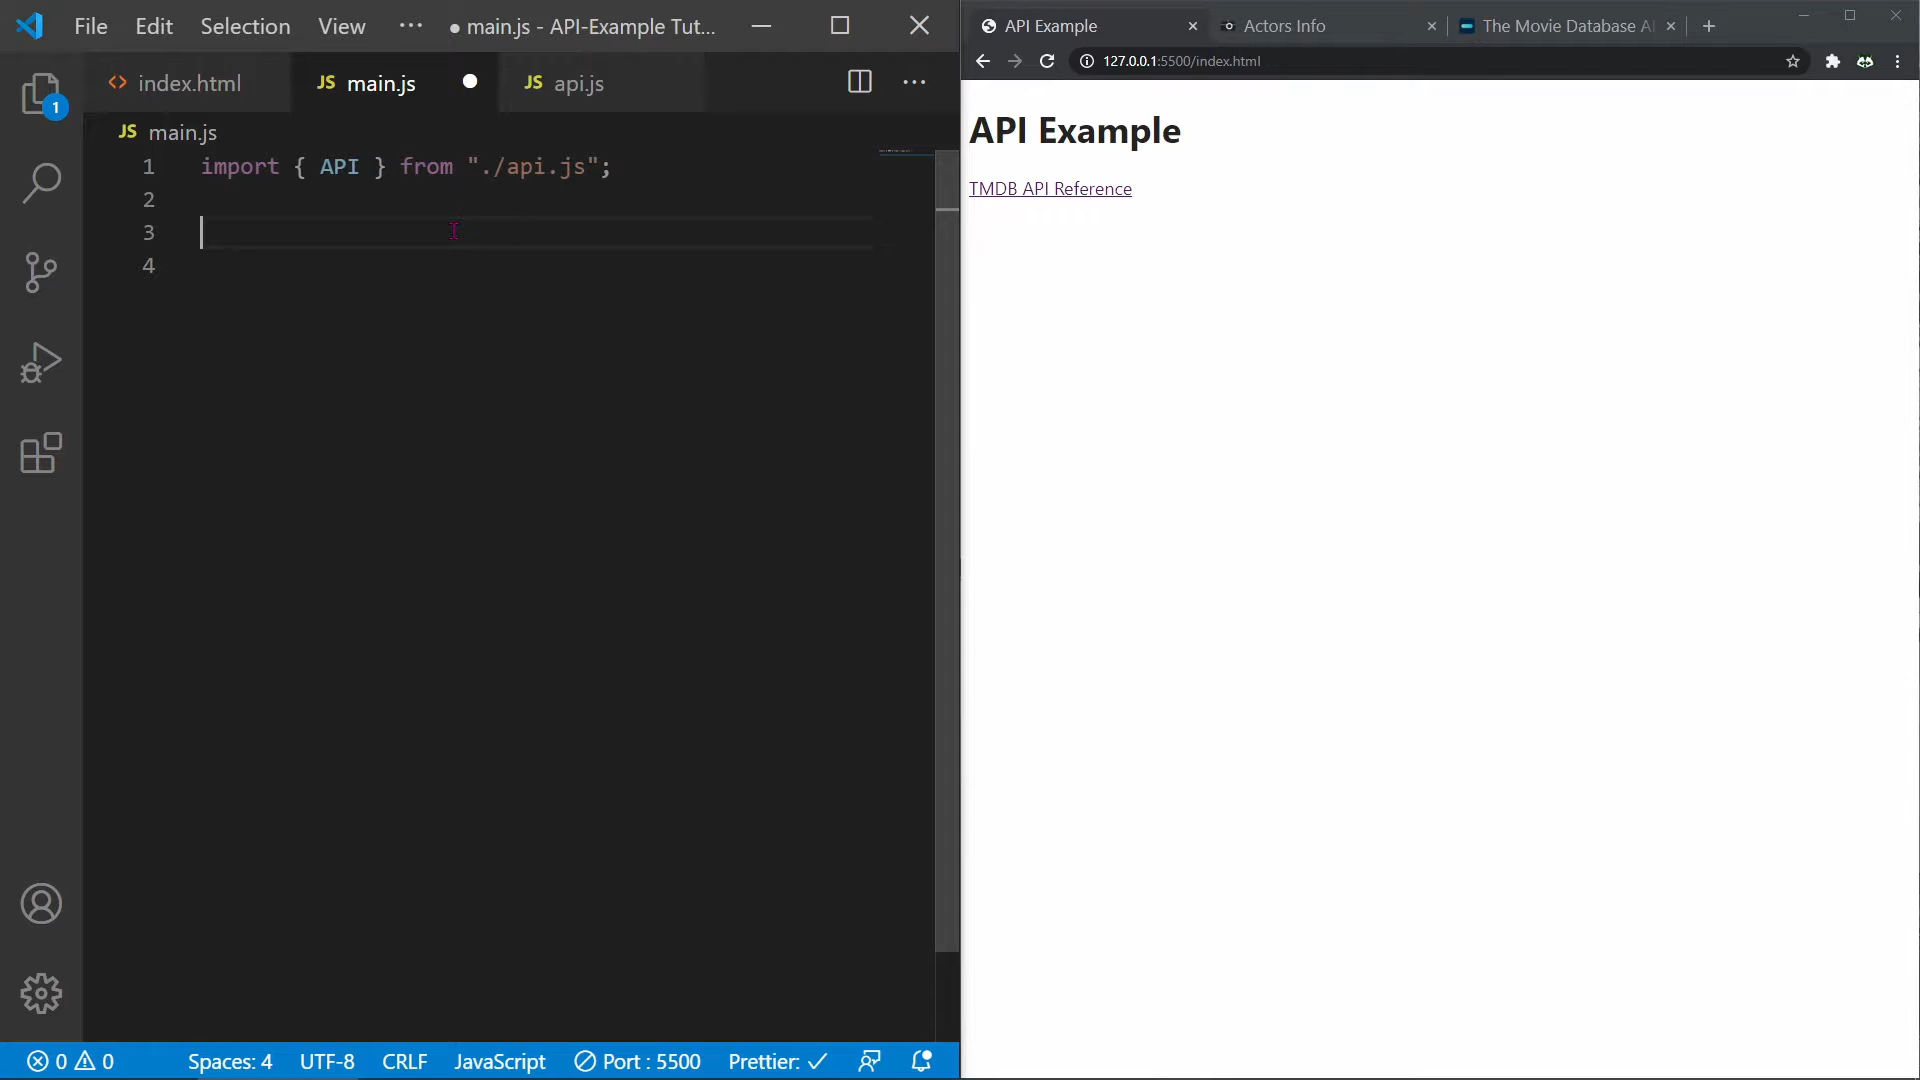 File Edit Selection View ··· ● main.js - API-Example Tut...
index.html JS main.js JS api.js ···
1
JS main.js
1 import { API } from "./api.js";
2
3
4
0 0 Spaces: 4 UTF-8 CRLF JavaScript Port : 5500 Prettier: ✓
API Example Actors Info The Movie Database A
127.0.0.1:5500/index.html
API Example
TMDB API Reference